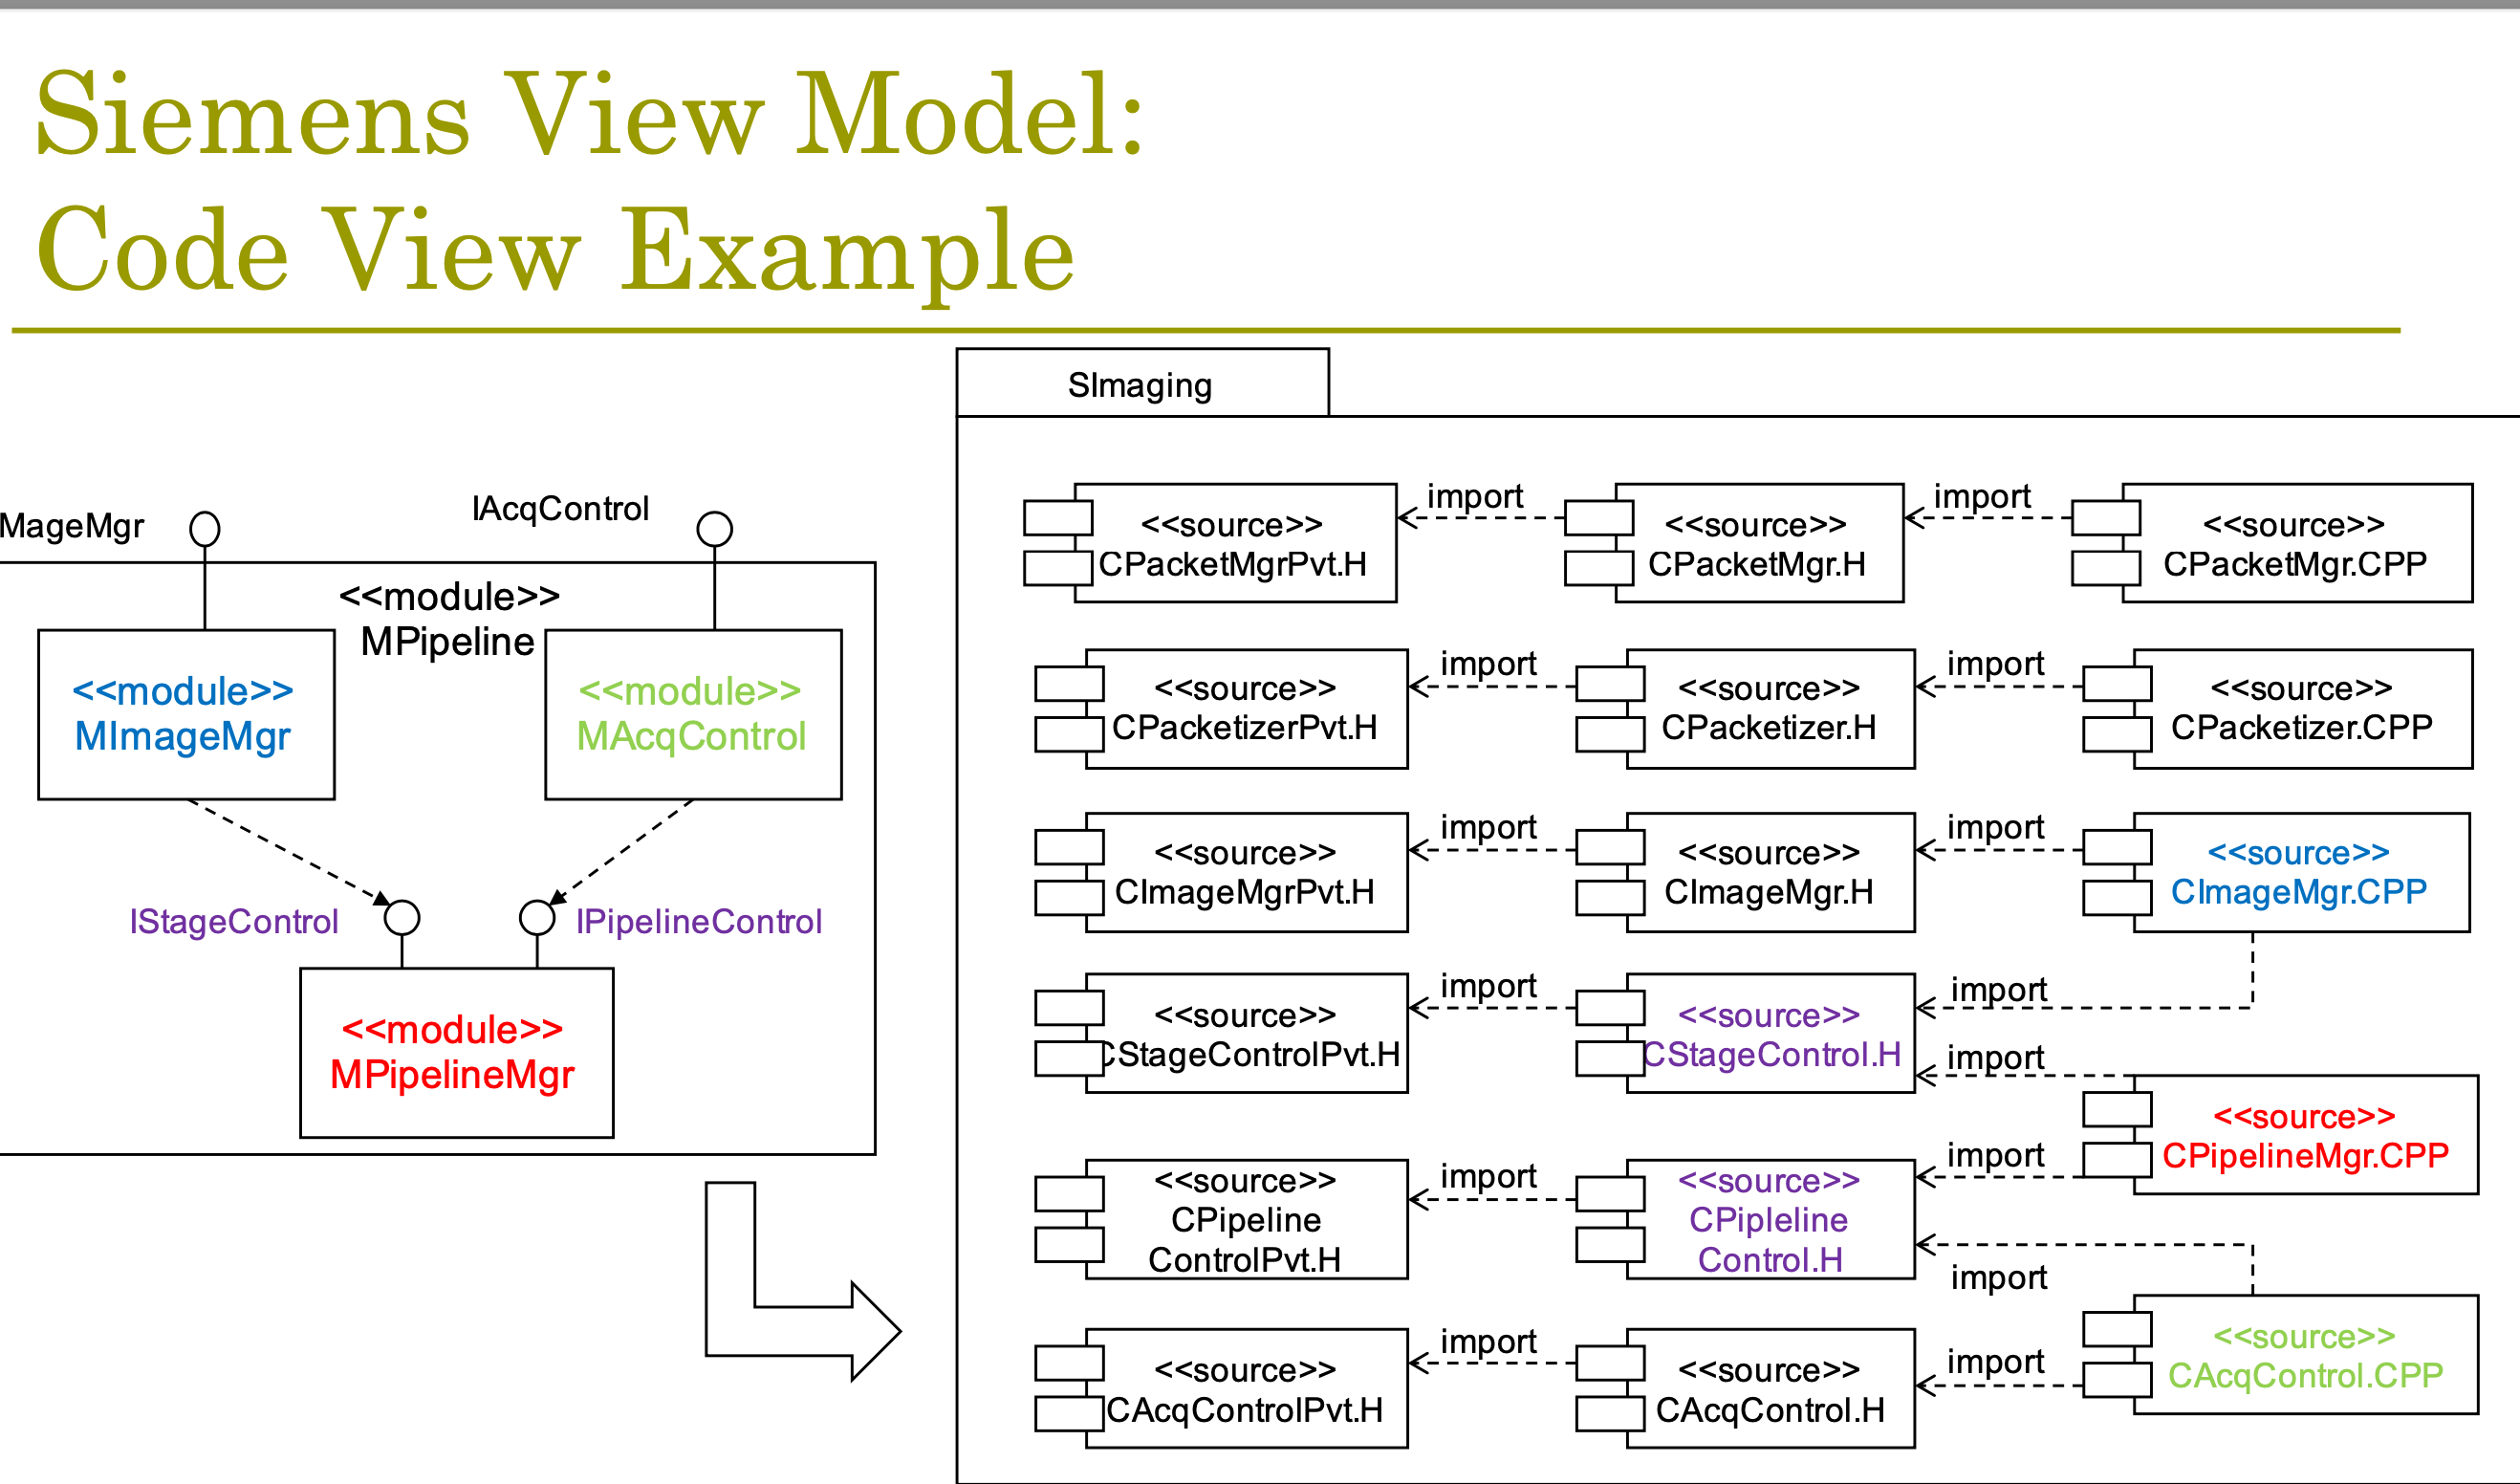 Siemens View Model:
Code View Example
SImaging
MageMgr
IAcqControl
<<module>>
MPipeline
<<module>>
MImageMgr
<<module>>
MAcqControl
IStageControl
IPipelineControl
<<module>>
MPipelineMgr
<<source>>
CPacketMgrPvt.H
import
<<source>>
CPacketMgr.H
import
<<source>>
CPacketMgr.CPP
<<source>>
CPacketizerPvt.H
import
<<source>>
CPacketizer.H
import
<<source>>
CPacketizer.CPP
<<source>>
CImageMgrPvt.H
import
<<source>>
CImageMgr.H
import
<<source>>
CImageMgr.CPP
<<source>>
CStageControlPvt.H
import
<<source>>
CStageControl.H
import
import
<<source>>
CPipelineMgr.CPP
import
<<source>>
CPipeline
ControlPvt.H
import
<<source>>
CPipleline
Control.H
import
<<source>>
CAcqControlPvt.H
import
<<source>>
CAcqControl.H
import
<<source>>
CAcqControl.CPP